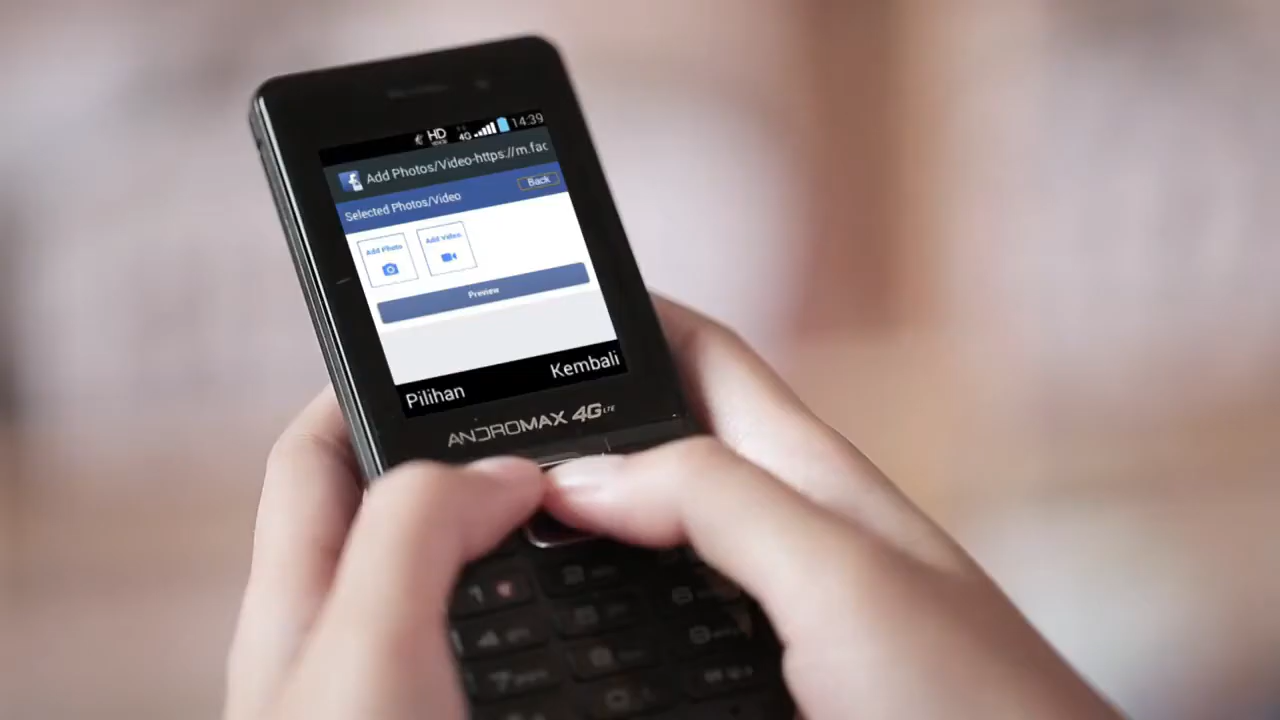 HD 4G 14:39
Add Photos/Video-https://m.fac
Selected Photos/Video Back
Add Photo Add Video
Preview
Pilihan Kembali
ANDROMAX 4G LTE